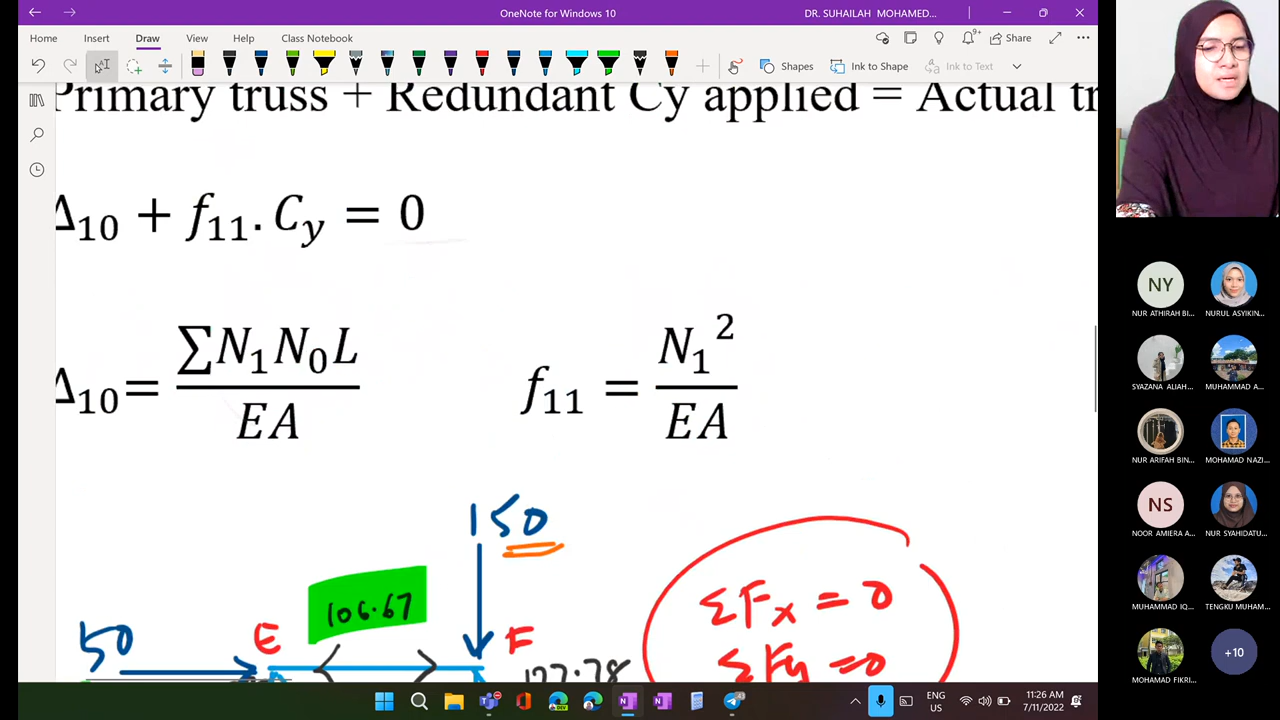 OneNote for Windows 10
DR. SUHAILAH MOHAMED...
Home Insert Draw View Help Class Notebook
Share
Shapes Ink to Shape Ink to Text
Primary truss + Redundant Cy applied = Actual tr
Δ₁₀ + f₁₁. C_y = 0
Δ₁₀ = ∑N₁N₀L / EA
f₁₁ = N₁² / EA
150
106.67
50
E
F
127.78
ΣFx = 0
ΣFy = 0
NY
NUR ATHIRAH BI...
NURUL ASYIKIN...
SYAZANA ALIAH...
MUHAMMAD A...
NUR ARIFAH BIN...
MOHAMAD NAZI...
NS
NOOR AMIERA A...
NUR SYAHIDATU...
MUHAMMAD IQ...
TENGKU MUHAM...
MOHAMAD FIKRI...
+10
ENG
US
11:26 AM
7/11/2022